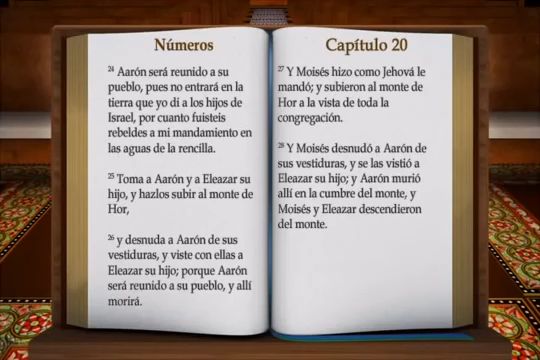 Números
24 Aarón será reunido a su
pueblo, pues no entrará en la
tierra que yo di a los hijos de
Israel, por cuanto fuisteis
rebeldes a mi mandamiento en
las aguas de la rencilla.
25 Toma a Aarón y a Eleazar su
hijo, y hazlos subir al monte de
Hor,
26 y desnuda a Aarón de sus
vestiduras, y viste con ellas a
Eleazar su hijo; porque Aarón
será reunido a su pueblo, y allí
morirá.
Capítulo 20
27 Y Moisés hizo como Jehová le
mandó; y subieron al monte de
Hor a la vista de toda la
congregación.
28 Y Moisés desnudó a Aarón de
sus vestiduras, y se las vistió a
Eleazar su hijo; y Aarón murió
allí en la cumbre del monte, y
Moisés y Eleazar descendieron
del monte.